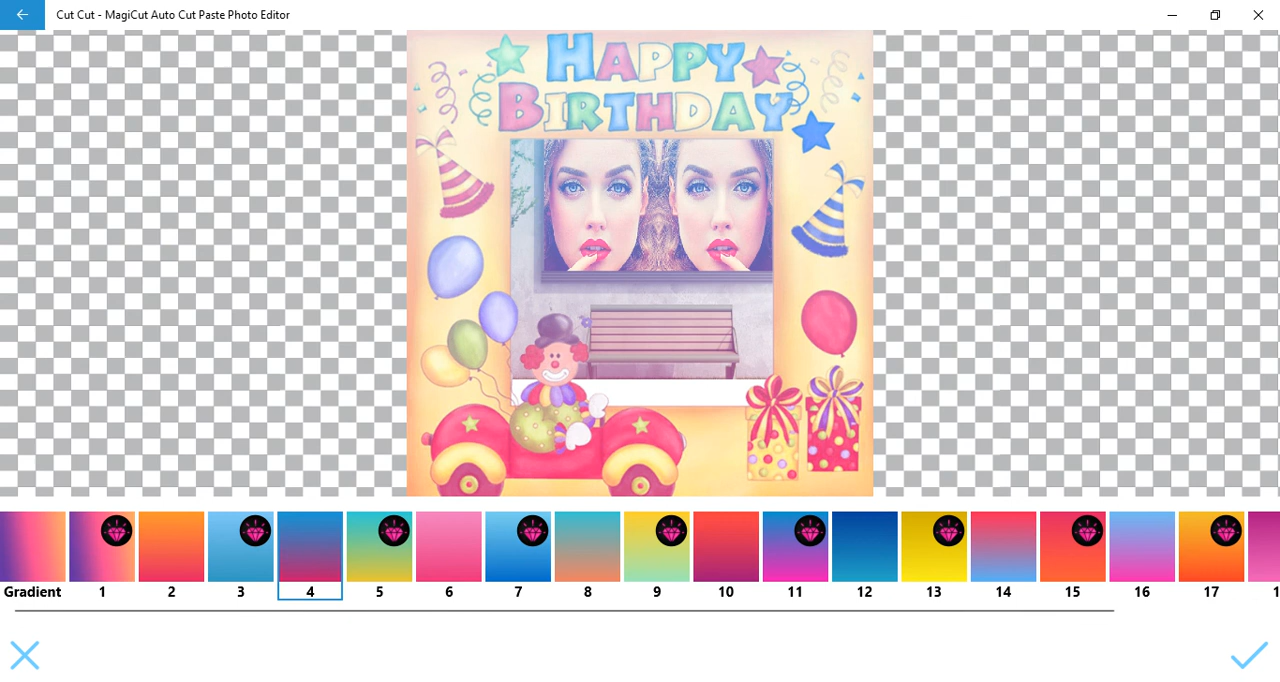 Cut Cut - MagiCut Auto Cut Paste Photo Editor
HAPPY
BIRTHDAY
Gradient 1 2 3 4 5 6 7 8 9 10 11 12 13 14 15 16 17